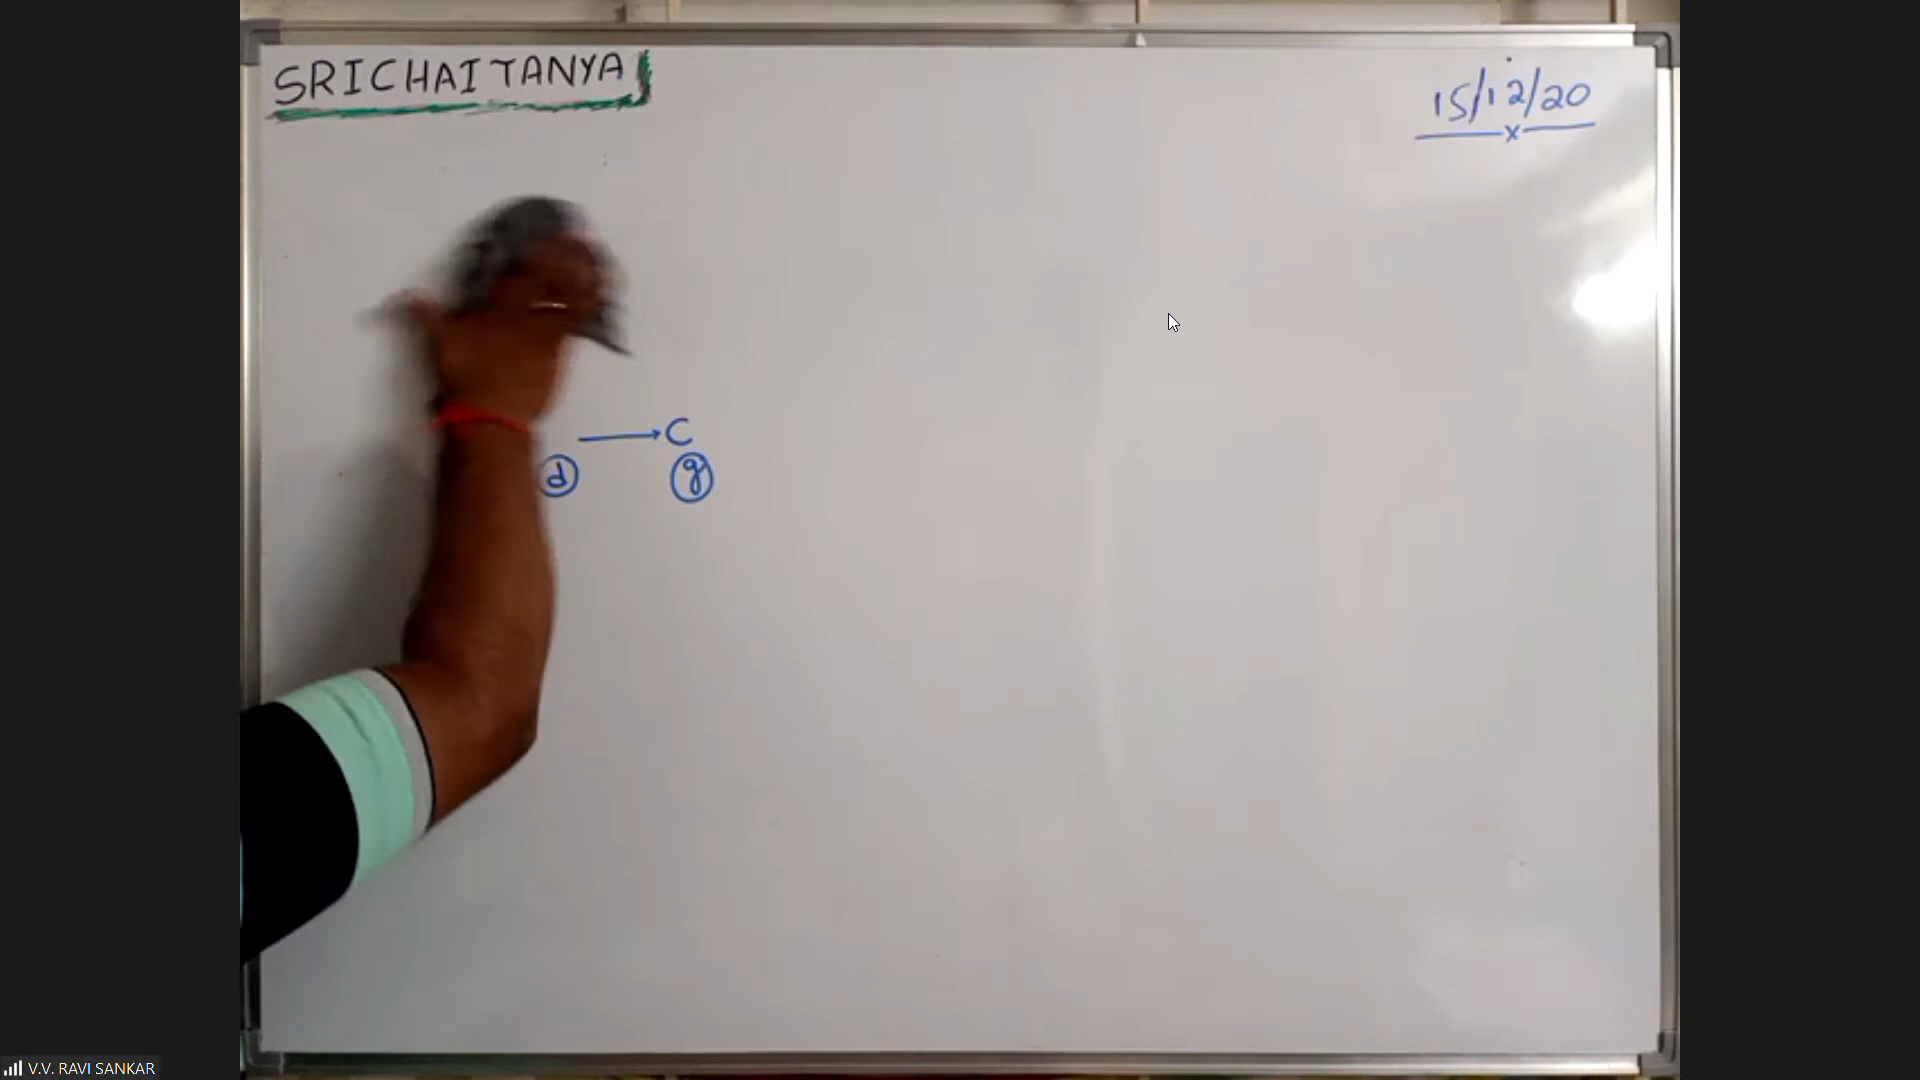 SRICHAITANYA
15/12/20
x
→ C
d g
V.V. RAVI SANKAR